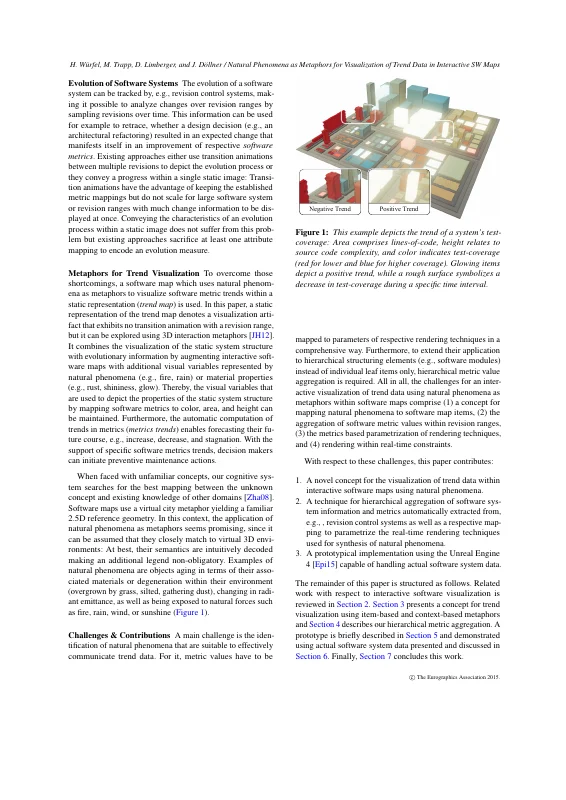 H. Würfel, M. Trapp, D. Limberger, and J. Döllner / Natural Phenomena as Metaphors for Visualization of Trend Data in Interactive SW Maps
Evolution of Software Systems The evolution of a software
system can be tracked by, e.g., revision control systems, mak-
ing it possible to analyze changes over revision ranges by
sampling revisions over time. This information can be used
for example to retrace, whether a design decision (e.g., an
architectural refactoring) resulted in an expected change that
manifests itself in an improvement of respective software
metrics. Existing approaches either use transition animations
between multiple revisions to depict the evolution process or
they convey a progress within a single static image: Transi-
tion animations have the advantage of keeping the established
metric mappings but do not scale for large software system
or revision ranges with much change information to be dis-
played at once. Conveying the characteristics of an evolution
process within a static image does not suffer from this prob-
lem but existing approaches sacrifice at least one attribute
mapping to encode an evolution measure.
Metaphors for Trend Visualization To overcome those
shortcomings, a software map which uses natural phenom-
ena as metaphors to visualize software metric trends within a
static representation (trend map) is used. In this paper, a static
representation of the trend map denotes a visualization arti-
fact that exhibits no transition animation with a revision range,
but it can be explored using 3D interaction metaphors [JH12].
It combines the visualization of the static system structure
with evolutionary information by augmenting interactive soft-
ware maps with additional visual variables represented by
natural phenomena (e.g., fire, rain) or material properties
(e.g., rust, shininess, glow). Thereby, the visual variables that
are used to depict the properties of the static system structure
by mapping software metrics to color, area, and height can
be maintained. Furthermore, the automatic computation of
trends in metrics (metrics trends) enables forecasting their fu-
ture course, e.g., increase, decrease, and stagnation. With the
support of specific software metrics trends, decision makers
can initiate preventive maintenance actions.
When faced with unfamiliar concepts, our cognitive sys-
tem searches for the best mapping between the unknown
concept and existing knowledge of other domains [Zha08].
Software maps use a virtual city metaphor yielding a familiar
2.5D reference geometry. In this context, the application of
natural phenomena as metaphors seems promising, since it
can be assumed that they closely match to virtual 3D envi-
ronments: At best, their semantics are intuitively decoded
making an additional legend non-obligatory. Examples of
natural phenomena are objects aging in terms of their asso-
ciated materials or degeneration within their environment
(overgrown by grass, silted, gathering dust), changing in radi-
ant emittance, as well as being exposed to natural forces such
as fire, rain, wind, or sunshine (Figure 1).
Challenges & Contributions A main challenge is the iden-
tification of natural phenomena that are suitable to effectively
communicate trend data. For it, metric values have to be
Negative Trend
Positive Trend
Figure 1: This example depicts the trend of a system's test-
coverage: Area comprises lines-of-code, height relates to
source code complexity, and color indicates test-coverage
(red for lower and blue for higher coverage). Glowing items
depict a positive trend, while a rough surface symbolizes a
decrease in test-coverage during a specific time interval.
mapped to parameters of respective rendering techniques in a
comprehensive way. Furthermore, to extend their application
to hierarchical structuring elements (e.g., software modules)
instead of individual leaf items only, hierarchical metric value
aggregation is required. All in all, the challenges for an inter-
active visualization of trend data using natural phenomena as
metaphors within software maps comprise (1) a concept for
mapping natural phenomena to software map items, (2) the
aggregation of software metrics within revision ranges,
(3) the metrics based parametrization of rendering techniques,
and (4) rendering within real-time constraints.
With respect to these challenges, this paper contributes:
1. A novel concept for the visualization of trend data within
interactive software maps using natural phenomena.
2. A technique for hierarchical aggregation of software sys-
tem information and metrics automatically extracted from,
e.g., , revision control systems as well as a respective map-
ping to parametrize the real-time rendering techniques
used for synthesis of natural phenomena.
3. A prototypical implementation using the Unreal Engine
4 [Epi15] capable of handling actual software system data.
The remainder of this paper is structured as follows. Related
work with respect to interactive software visualization is
reviewed in Section 2. Section 3 presents a concept for trend
visualization using item-based and context-based metaphors
and Section 4 describes our hierarchical metric aggregation. A
prototype is briefly described in Section 5 and demonstrated
using actual software system data presented and discussed in
Section 6. Finally, Section 7 concludes this work.
© The Eurographics Association 2015.